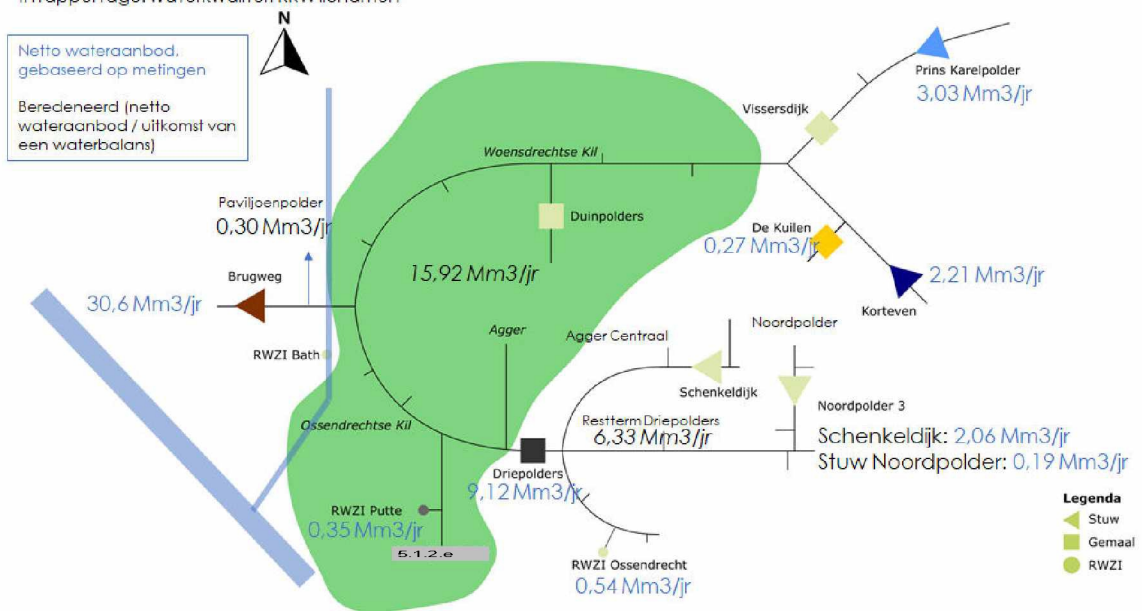 N
Netto wateraanbod,
gebaseerd op metingen
Beredeneerd (netto
wateraanbod / uitkomst van
een waterbalans)
Prins Karelpolder
3,03 Mm3/jr
Vissersdijk
Woensdrechtse Kil
Paviljoenpolder
0,30 Mm3/jr
Duinpolders
De Kuilen
0,27 Mm3/jr
15,92 Mm3/jr
2,21 Mm3/jr
Brugweg
30,6 Mm3/jr
Korteven
Noordpolder
Agger
Agger Centraal
RWZI Bath
Schenkeldijk
Noordpolder 3
Ossendrechtse Kil
Restterm Driepolders
6,33 Mm3/jr
Schenkeldijk: 2,06 Mm3/jr
Stuw Noordpolder: 0,19 Mm3/jr
Driepolders
9,12 Mm3/jr
RWZI Putte
0,35 Mm3/jr
5.1.2.e
RWZI Ossendrecht
0,54 Mm3/jr
Legenda
Stuw
Gemaal
RWZI